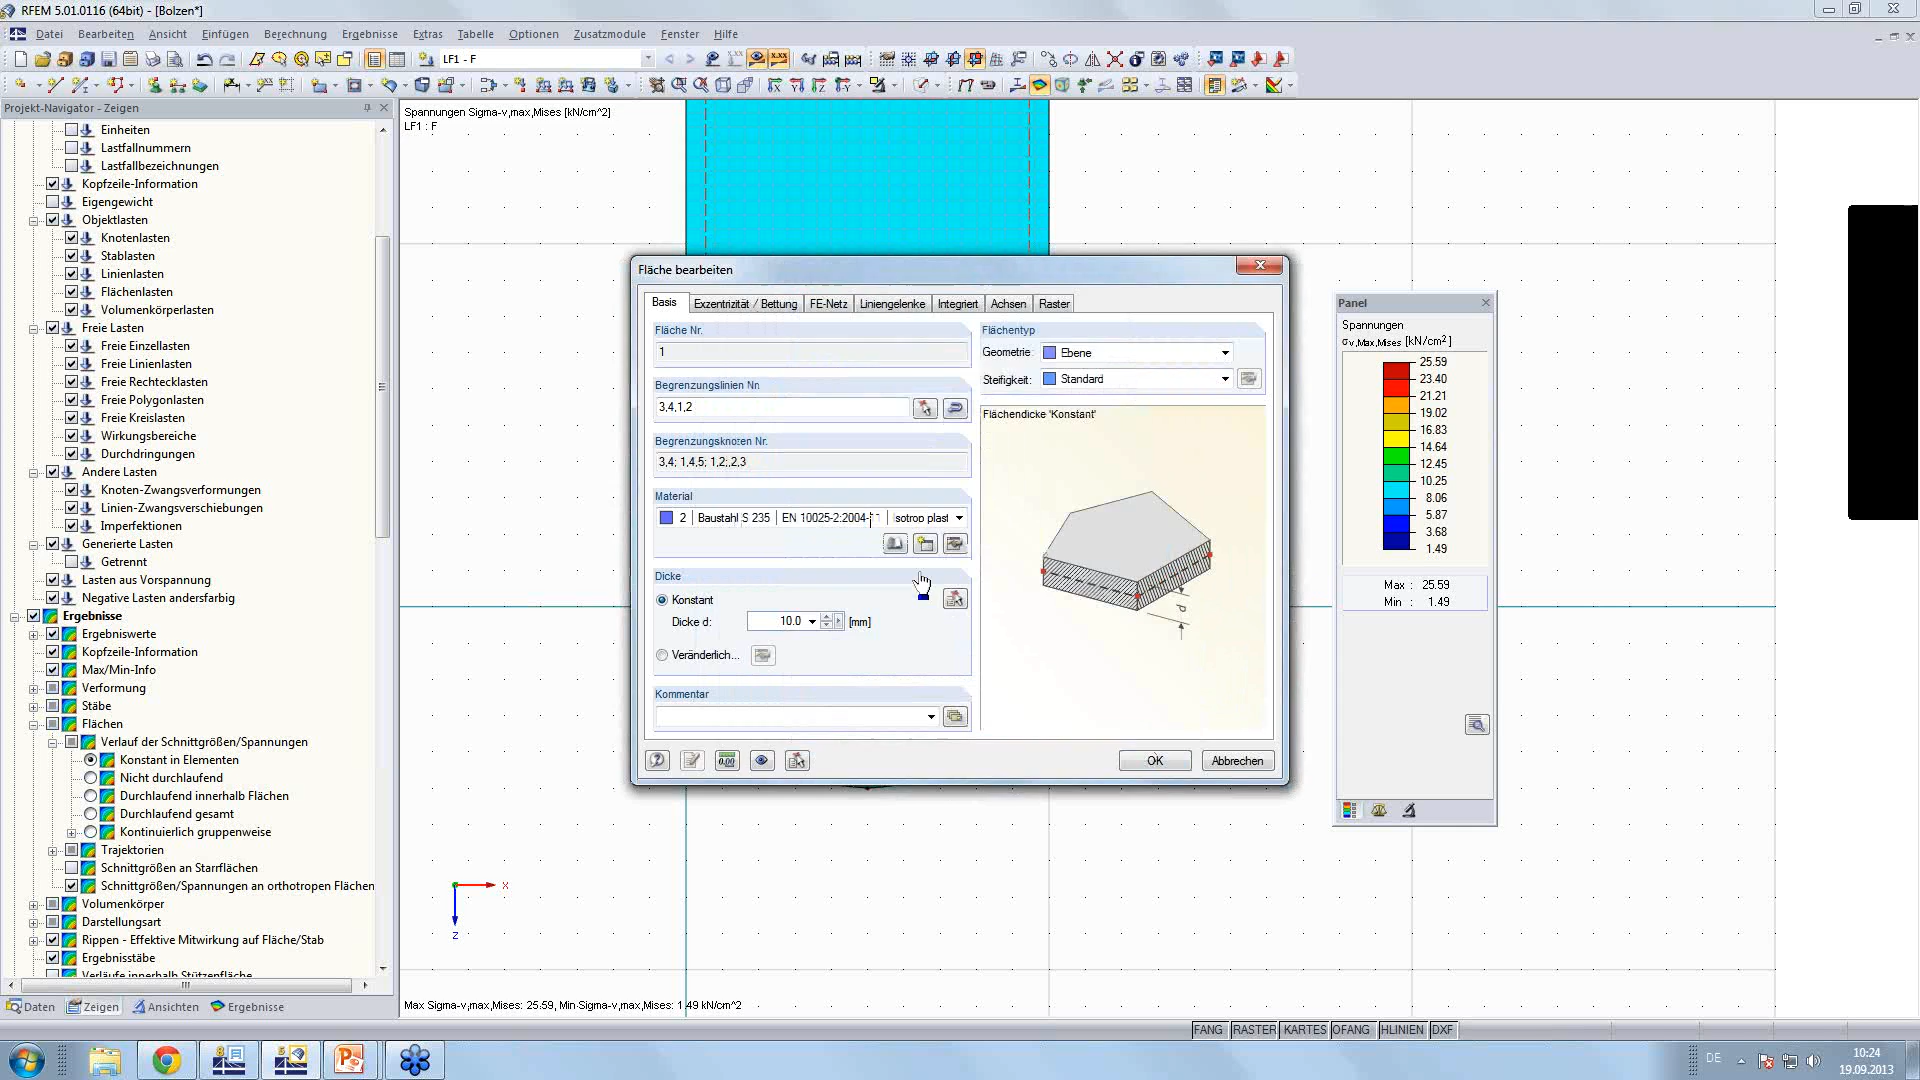 RFEM 5.01.0116 (64bit) - [Bolzen*]
Datei Bearbeiten Ansicht Einfügen Berechnung Ergebnisse Extras Tabelle Optionen Zusatzmodule Fenster Hilfe
LF1 - F
Projekt-Navigator - Zeigen
Einheiten
Lastfallnummern
Lastfallbezeichnungen
Kopfzeile-Information
Eigengewicht
Objektlasten
Knotenlasten
Stablasten
Linienlasten
Flächenlasten
Volumenkörperlasten
Freie Lasten
Freie Einzellasten
Freie Linienlasten
Freie Rechtecklasten
Freie Polygonlasten
Freie Kreislasten
Wirkungsbereiche
Durchdringungen
Andere Lasten
Knoten-Zwangsverformungen
Linien-Zwangsverschiebungen
Imperfektionen
Generierte Lasten
Getrennt
Lasten aus Vorspannung
Negative Lasten andersfarbig
Ergebnisse
Ergebniswerte
Kopfzeile-Information
Max/Min-Info
Verformung
Stäbe
Flächen
Verlauf der Schnittgrößen/Spannungen
Konstant in Elementen
Nicht durchlaufend
Durchlaufend innerhalb Flächen
Durchlaufend gesamt
Kontinuierlich gruppenweise
Trajektorien
Schnittgrößen an Starrflächen
Schnittgrößen/Spannungen an orthotropen Flächen
Volumenkörper
Darstellungsart
Rippen - Effektive Mitwirkung auf Fläche/Stab
Ergebnisstäbe
Verläufe innerhalb Stützenfläche
Daten Zeigen Ansichten Ergebnisse
Spannungen Sigma-v,max,Mises [kN/cm^2]
LF1 : F
Fläche bearbeiten
Basis Exzentrizität / Bettung FE-Netz Liniengelenke Integriert Achsen Raster
Fläche Nr.
1
Begrenzungslinien Nr.
3,4,1,2
Begrenzungsknoten Nr.
3,4; 1,4,5; 1,2;,2,3
Material
2 Baustahl S 235 EN 10025-2:2004-11 Isotrop plast
Dicke
Konstant
Dicke d: 10.0 [mm]
Veränderlich...
Kommentar
Flächentyp
Geometrie: Ebene
Steifigkeit: Standard
Flächendicke 'Konstant'
d
0.00
OK Abbrechen
Panel
Spannungen
σv,Max,Mises [kN/cm2]
25.59
23.40
21.21
19.02
16.83
14.64
12.45
10.25
8.06
5.87
3.68
1.49
Max : 25.59
Min : 1.49
X
Z
Max Sigma-v,max,Mises: 25.59, Min Sigma-v,max,Mises: 1.49 kN/cm^2
FANG RASTER KARTES OFANG HLINIEN DXF
DE
10:24
19.09.2013